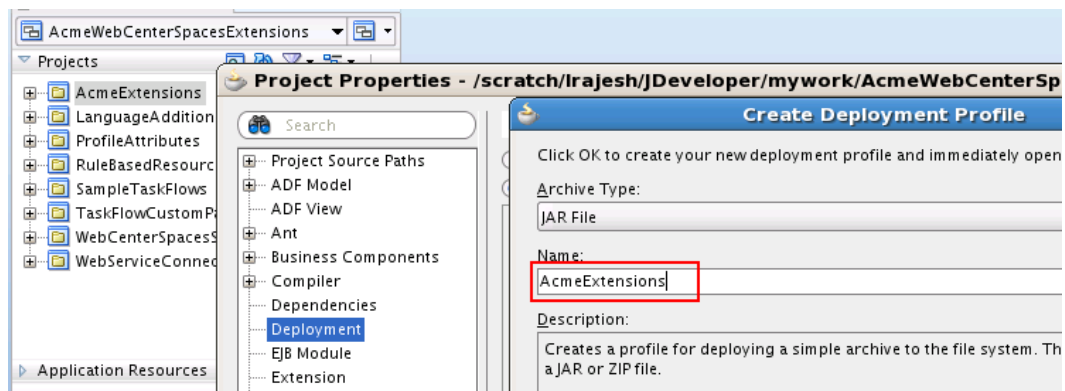 AcmeWebCenterSpacesExtensions
Projects
AcmeExtensions
LanguageAddition
ProfileAttributes
RuleBasedResourc
SampleTaskFlows
TaskFlowCustomP
WebCenterSpacesS
WebServiceConnec
Application Resources
Project Properties - /scratch/lrajesh/JDeveloper/mywork/AcmeWebCenterSp
Search
Project Source Paths
ADF Model
ADF View
Ant
Business Components
Compiler
Dependencies
Deployment
EJB Module
Extension
Create Deployment Profile
Click OK to create your new deployment profile and immediately open
Archive Type:
JAR File
Name:
AcmeExtensions
Description:
Creates a profile for deploying a simple archive to the file system. Th
a JAR or ZIP file.